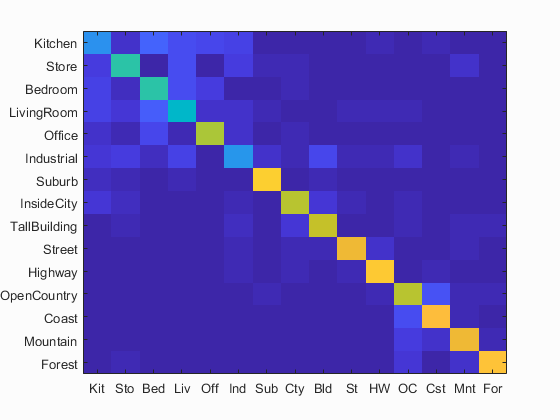 Kitchen
Store
Bedroom
LivingRoom
Office
Industrial
Suburb
InsideCity
TallBuilding
Street
Highway
OpenCountry
Coast
Mountain
Forest
Kit Sto Bed Liv Off Ind Sub Cty Bld St HW OC Cst Mnt For